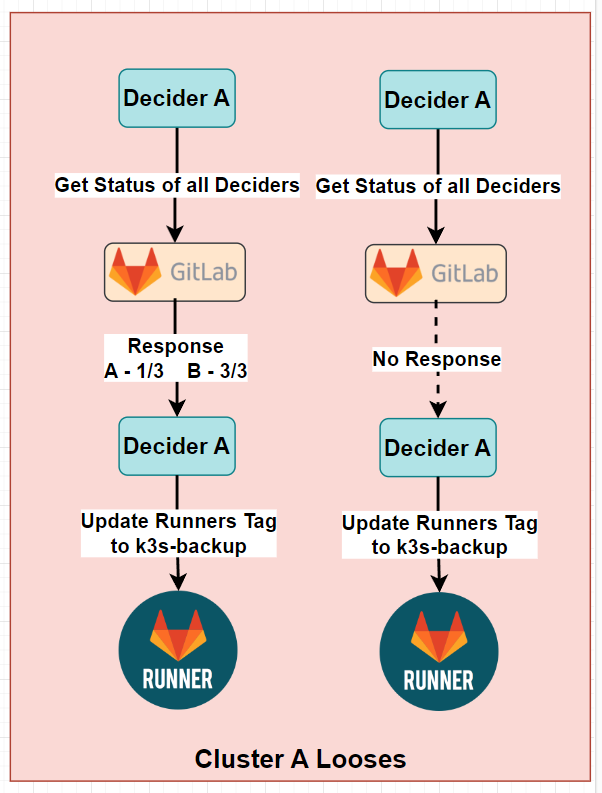 Decider A
Get Status of all Deciders
GitLab
Response
A - 1/3 B - 3/3
Decider A
Update Runners Tag
to k3s-backup
RUNNER
Decider A
Get Status of all Deciders
GitLab
No Response
Decider A
Update Runners Tag
to k3s-backup
RUNNER
Cluster A Looses